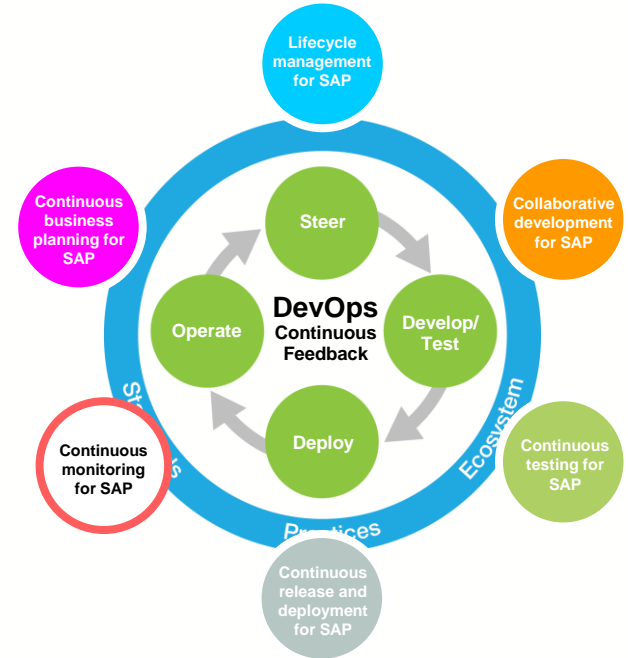 Lifecycle
management
for SAP
Continuous
business
planning for
SAP
Collaborative
development
for SAP
Steer
Operate
DevOps
Continuous
Feedback
Develop/
Test
Deploy
Ecosystem
Continuous
monitoring
for SAP
Continuous
testing for
SAP
Continuous
release and
deployment
for SAP